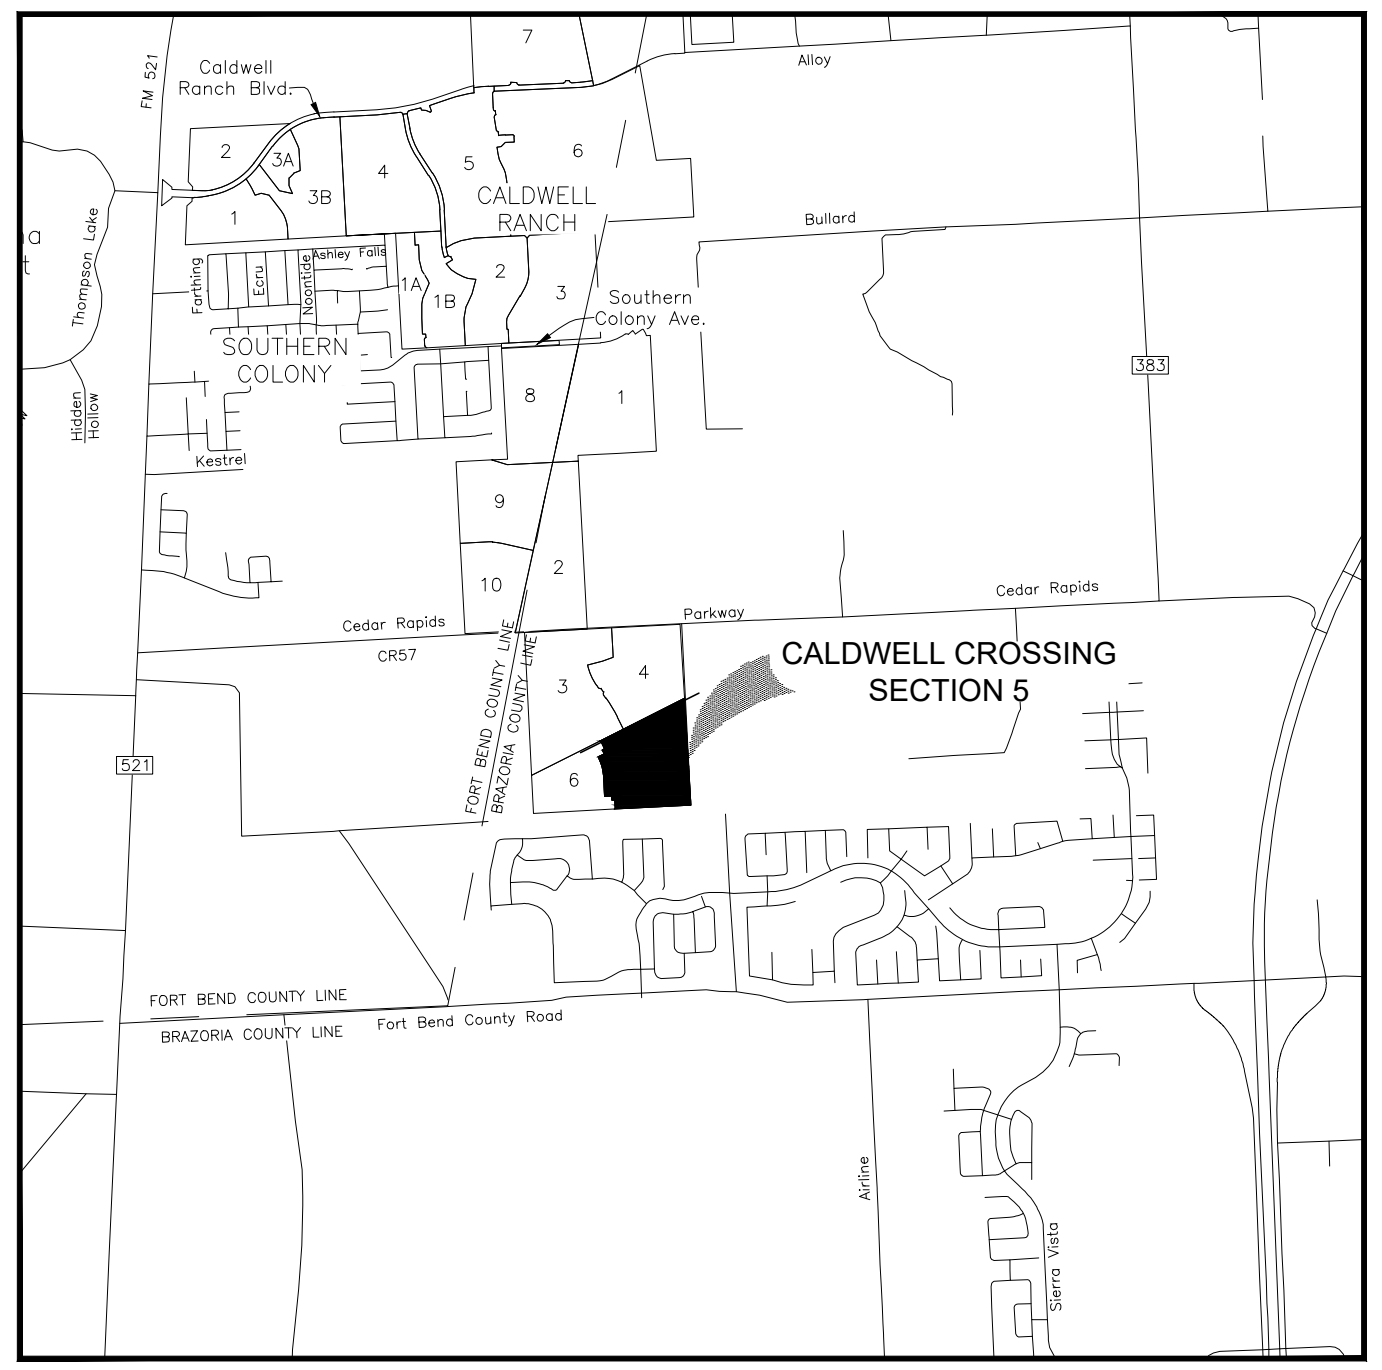 7
FM 521
Alloy
Caldwell
Ranch Blvd.
2
3A
3B
4
5
6
1
CALDWELL
RANCH
Bullard
Thompson Lake
Farthing
Ecru
Noontide
Ashley Falls
1A
1B
2
3
Southern
Colony Ave.
SOUTHERN
COLONY
383
8
1
Hidden
Hollow
Kestrel
9
10
2
Cedar Rapids
Parkway
Cedar Rapids
CR57
FORT BEND COUNTY LINE
BRAZORIA COUNTY LINE
3
4
CALDWELL CROSSING
SECTION 5
521
6
FORT BEND COUNTY LINE
BRAZORIA COUNTY LINE
Fort Bend County Road
Airline
Sierra Vista